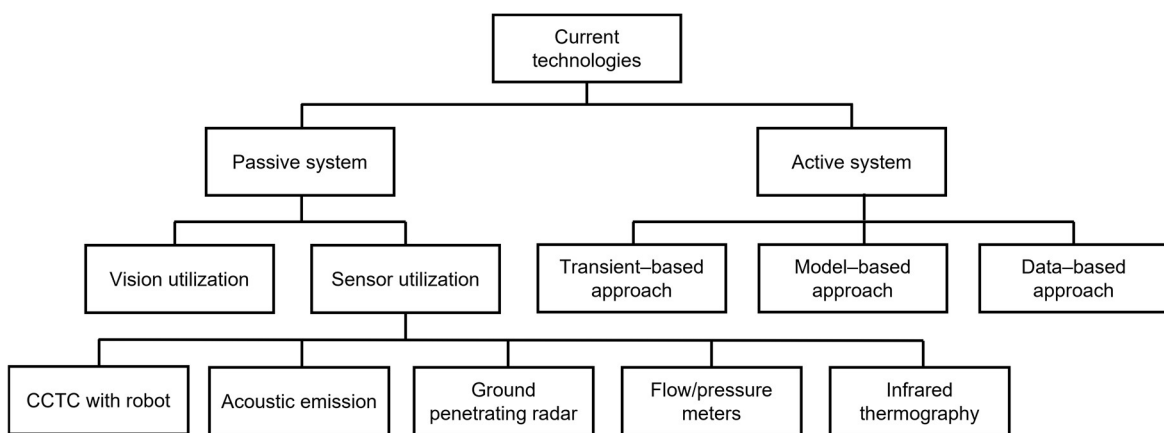 Current
technologies
Passive system
Active system
Vision utilization
Sensor utilization
Transient–based
approach
Model–based
approach
Data–based
approach
CCTC with robot
Acoustic emission
Ground
penetrating radar
Flow/pressure
meters
Infrared
thermography